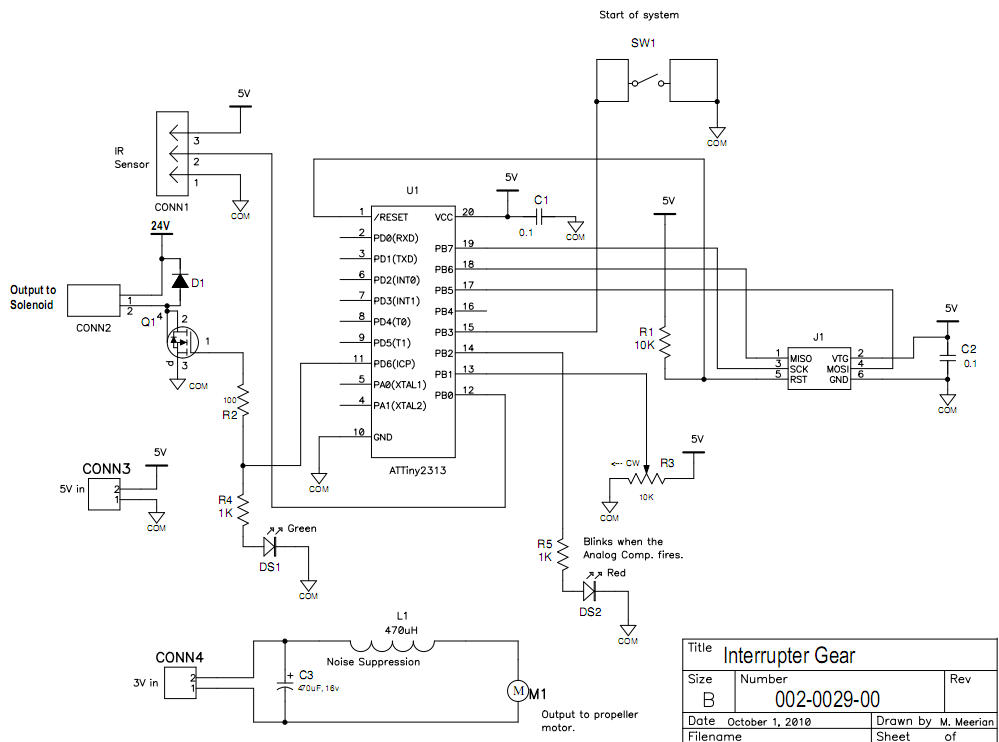 Start of system
SW1
COM
5V
IR
Sensor
3
2
1
CONN1
COM
24V
D1
Output to
Solenoid
1
2
CONN2
Q1
4
2
1
3
COM
100
R2
U1
1 /RESET
2 PD0(RXD)
3 PD1(TXD)
6 PD2(INT0)
7 PD3(INT1)
8 PD4(T0)
9 PD5(T1)
11 PD6(ICP)
5 PA0(XTAL1)
4 PA1(XTAL2)
10 GND
VCC 20
PB7 19
PB6 18
PB5 17
PB4 16
PB3 15
PB2 14
PB1 13
PB0 12
ATTiny2313
COM
5V
C1
0.1
COM
5V
R1
10K
J1
1 MISO VTG 2
3 SCK MOSI 4
5 RST GND 6
5V
C2
0.1
COM
5V
CW
R3
10K
COM
CONN3
5V
5V in
2
1
COM
R4
1K
Green
DS1
COM
R5
1K
Blinks when the
Analog Comp. fires.
Red
DS2
COM
L1
470uH
Noise Suppression
CONN4
3V in
2
1
+ C3
470uF, 16v
M M1
Output to propeller
motor.
Title Interrupter Gear
Size Number Rev
B 002-0029-00
Date October 1, 2010 Drawn by M. Meerian
Filename Sheet of